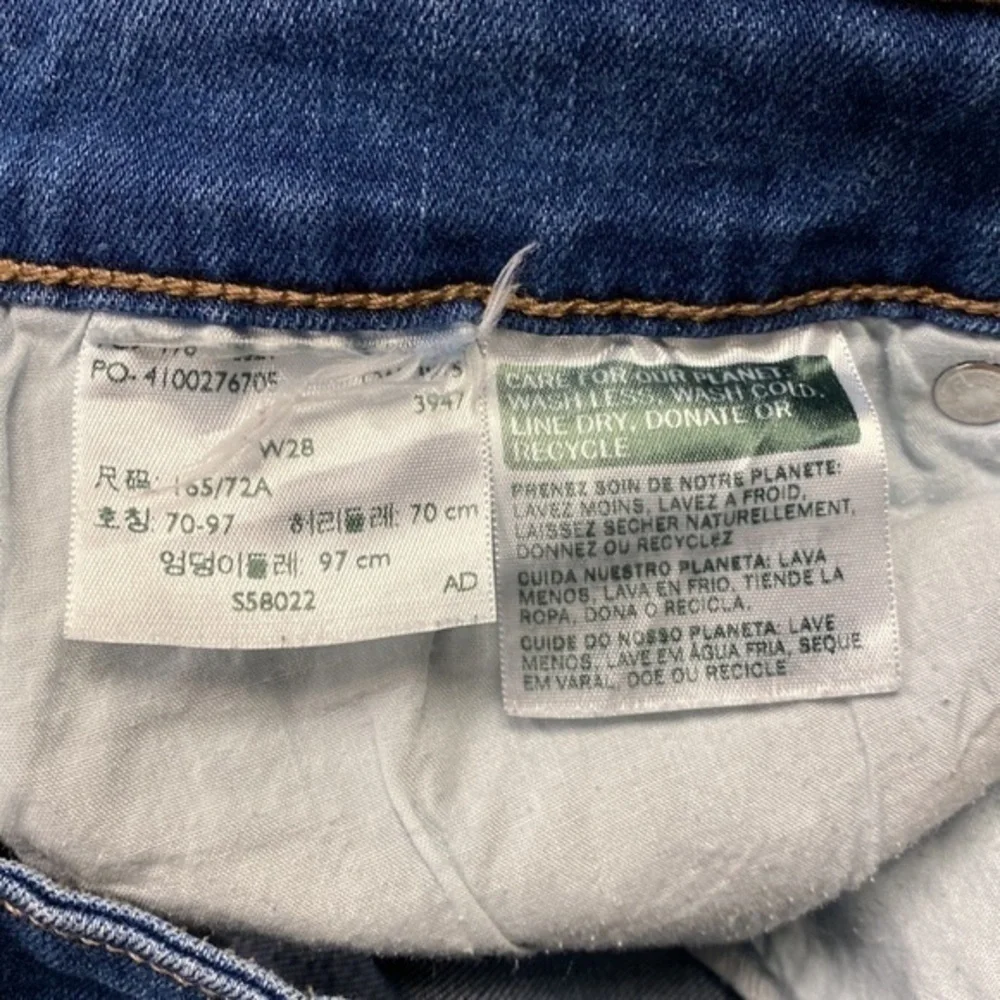 PO- 4100276705
3947
W28
尺码: 165/72A
호칭: 70-97 허리둘레: 70 cm
엉덩이둘레: 97 cm
S58022
AD
CARE FOR OUR PLANET:
WASH LESS, WASH COLD,
LINE DRY, DONATE OR
RECYCLE
PRENEZ SOIN DE NOTRE PLANETE:
LAVEZ MOINS, LAVEZ A FROID,
LAISSEZ SECHER NATURELLEMENT,
DONNEZ OU RECYCLEZ
CUIDA NUESTRO PLANETA: LAVA
MENOS, LAVA EN FRIO, TIENDE LA
ROPA, DONA O RECICLA.
CUIDE DO NOSSO PLANETA: LAVE
MENOS, LAVE EM ÁGUA FRIA, SEQUE
EM VARAL, DOE OU RECICLE